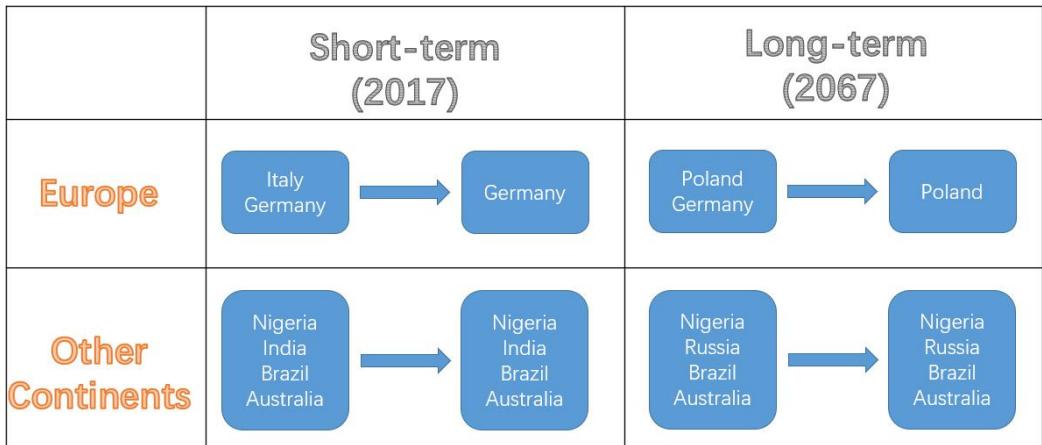 Short-term
(2017)
Long-term
(2067)
Europe
Italy
Germany
Germany
Poland
Germany
Poland
Other
Continents
Nigeria
India
Brazil
Australia
Nigeria
India
Brazil
Australia
Nigeria
Russia
Brazil
Australia
Nigeria
Russia
Brazil
Australia